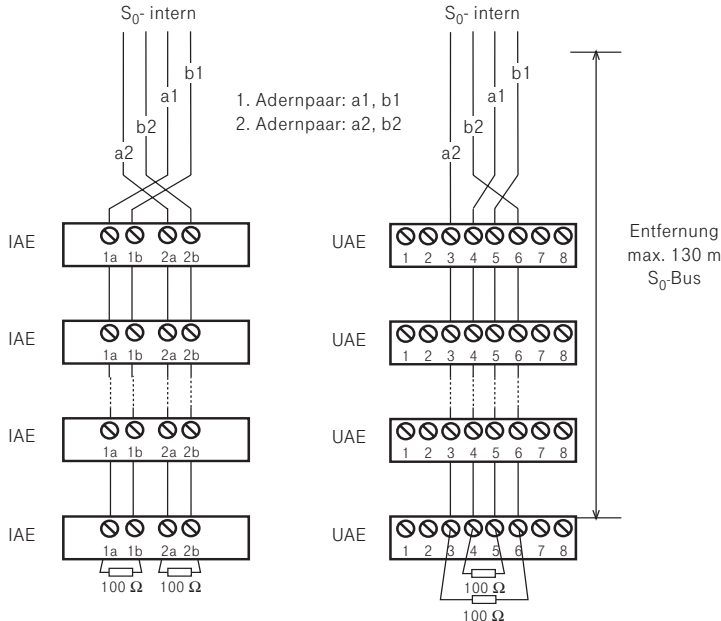 S₀- intern
S₀- intern
b1
a1
b2
a2
1. Adernpaar: a1, b1
2. Adernpaar: a2, b2
b1
a1
b2
a2
IAE
1a 1b 2a 2b
UAE
1 2 3 4 5 6 7 8
Entfernung
max. 130 m
S₀-Bus
IAE
1a 1b 2a 2b
UAE
1 2 3 4 5 6 7 8
IAE
1a 1b 2a 2b
UAE
1 2 3 4 5 6 7 8
IAE
1a 1b 2a 2b
100 Ω 100 Ω
UAE
1 2 3 4 5 6 7 8
100 Ω
100 Ω